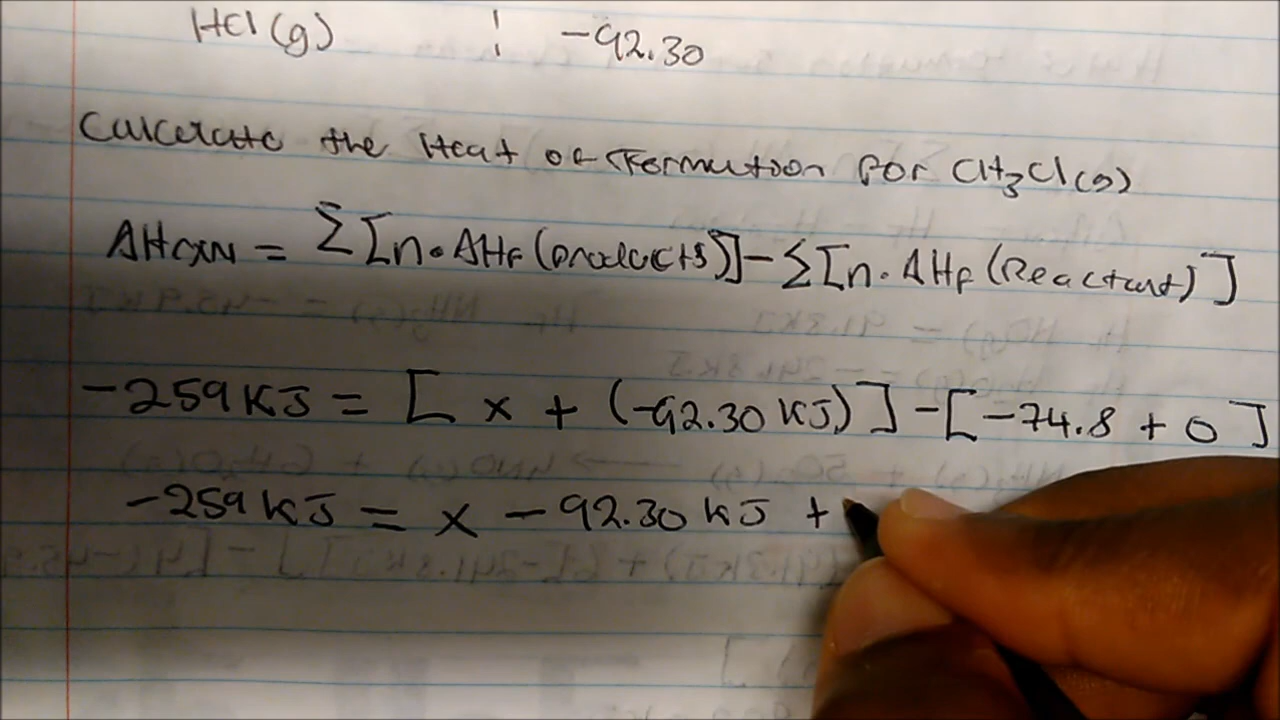 HCl(g) : -92.30
Calculate the Heat of Formation For CH₃Cl(g)
ΔHrxn = Σ[n·ΔHf (products)] - Σ[n·ΔHf (Reactant)]
-259 KJ = [x + (-92.30 KJ)] - [-74.8 + 0]
-259 KJ = x - 92.30 KJ +